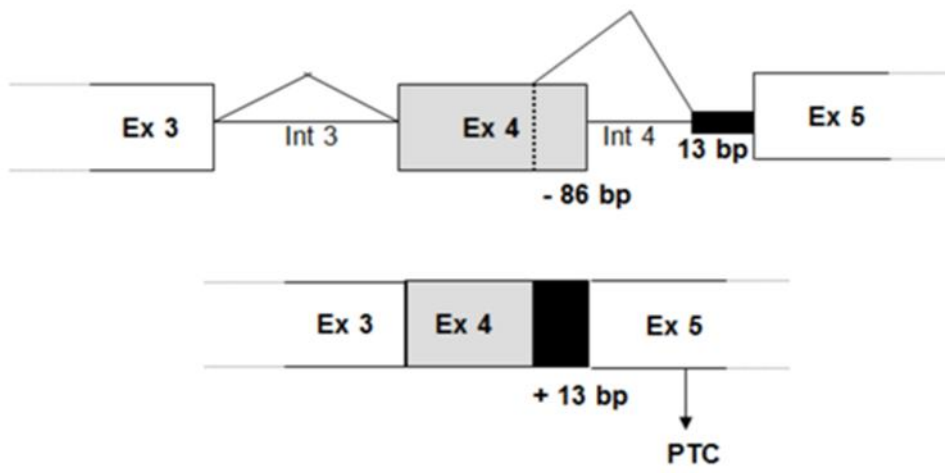 Ex 3
Int 3
Ex 4
Int 4
13 bp
Ex 5
- 86 bp
Ex 3
Ex 4
Ex 5
+ 13 bp
PTC